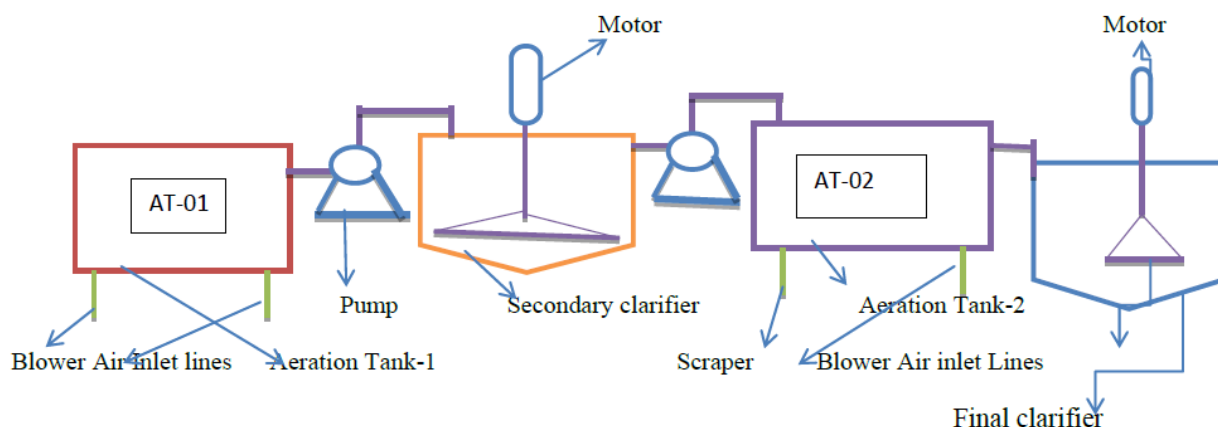 Motor
Motor
AT-01
AT-02
Pump
Secondary clarifier
Aeration Tank-2
Blower Air Inlet lines
Aeration Tank-1
Scraper
Blower Air inlet Lines
Final clarifier